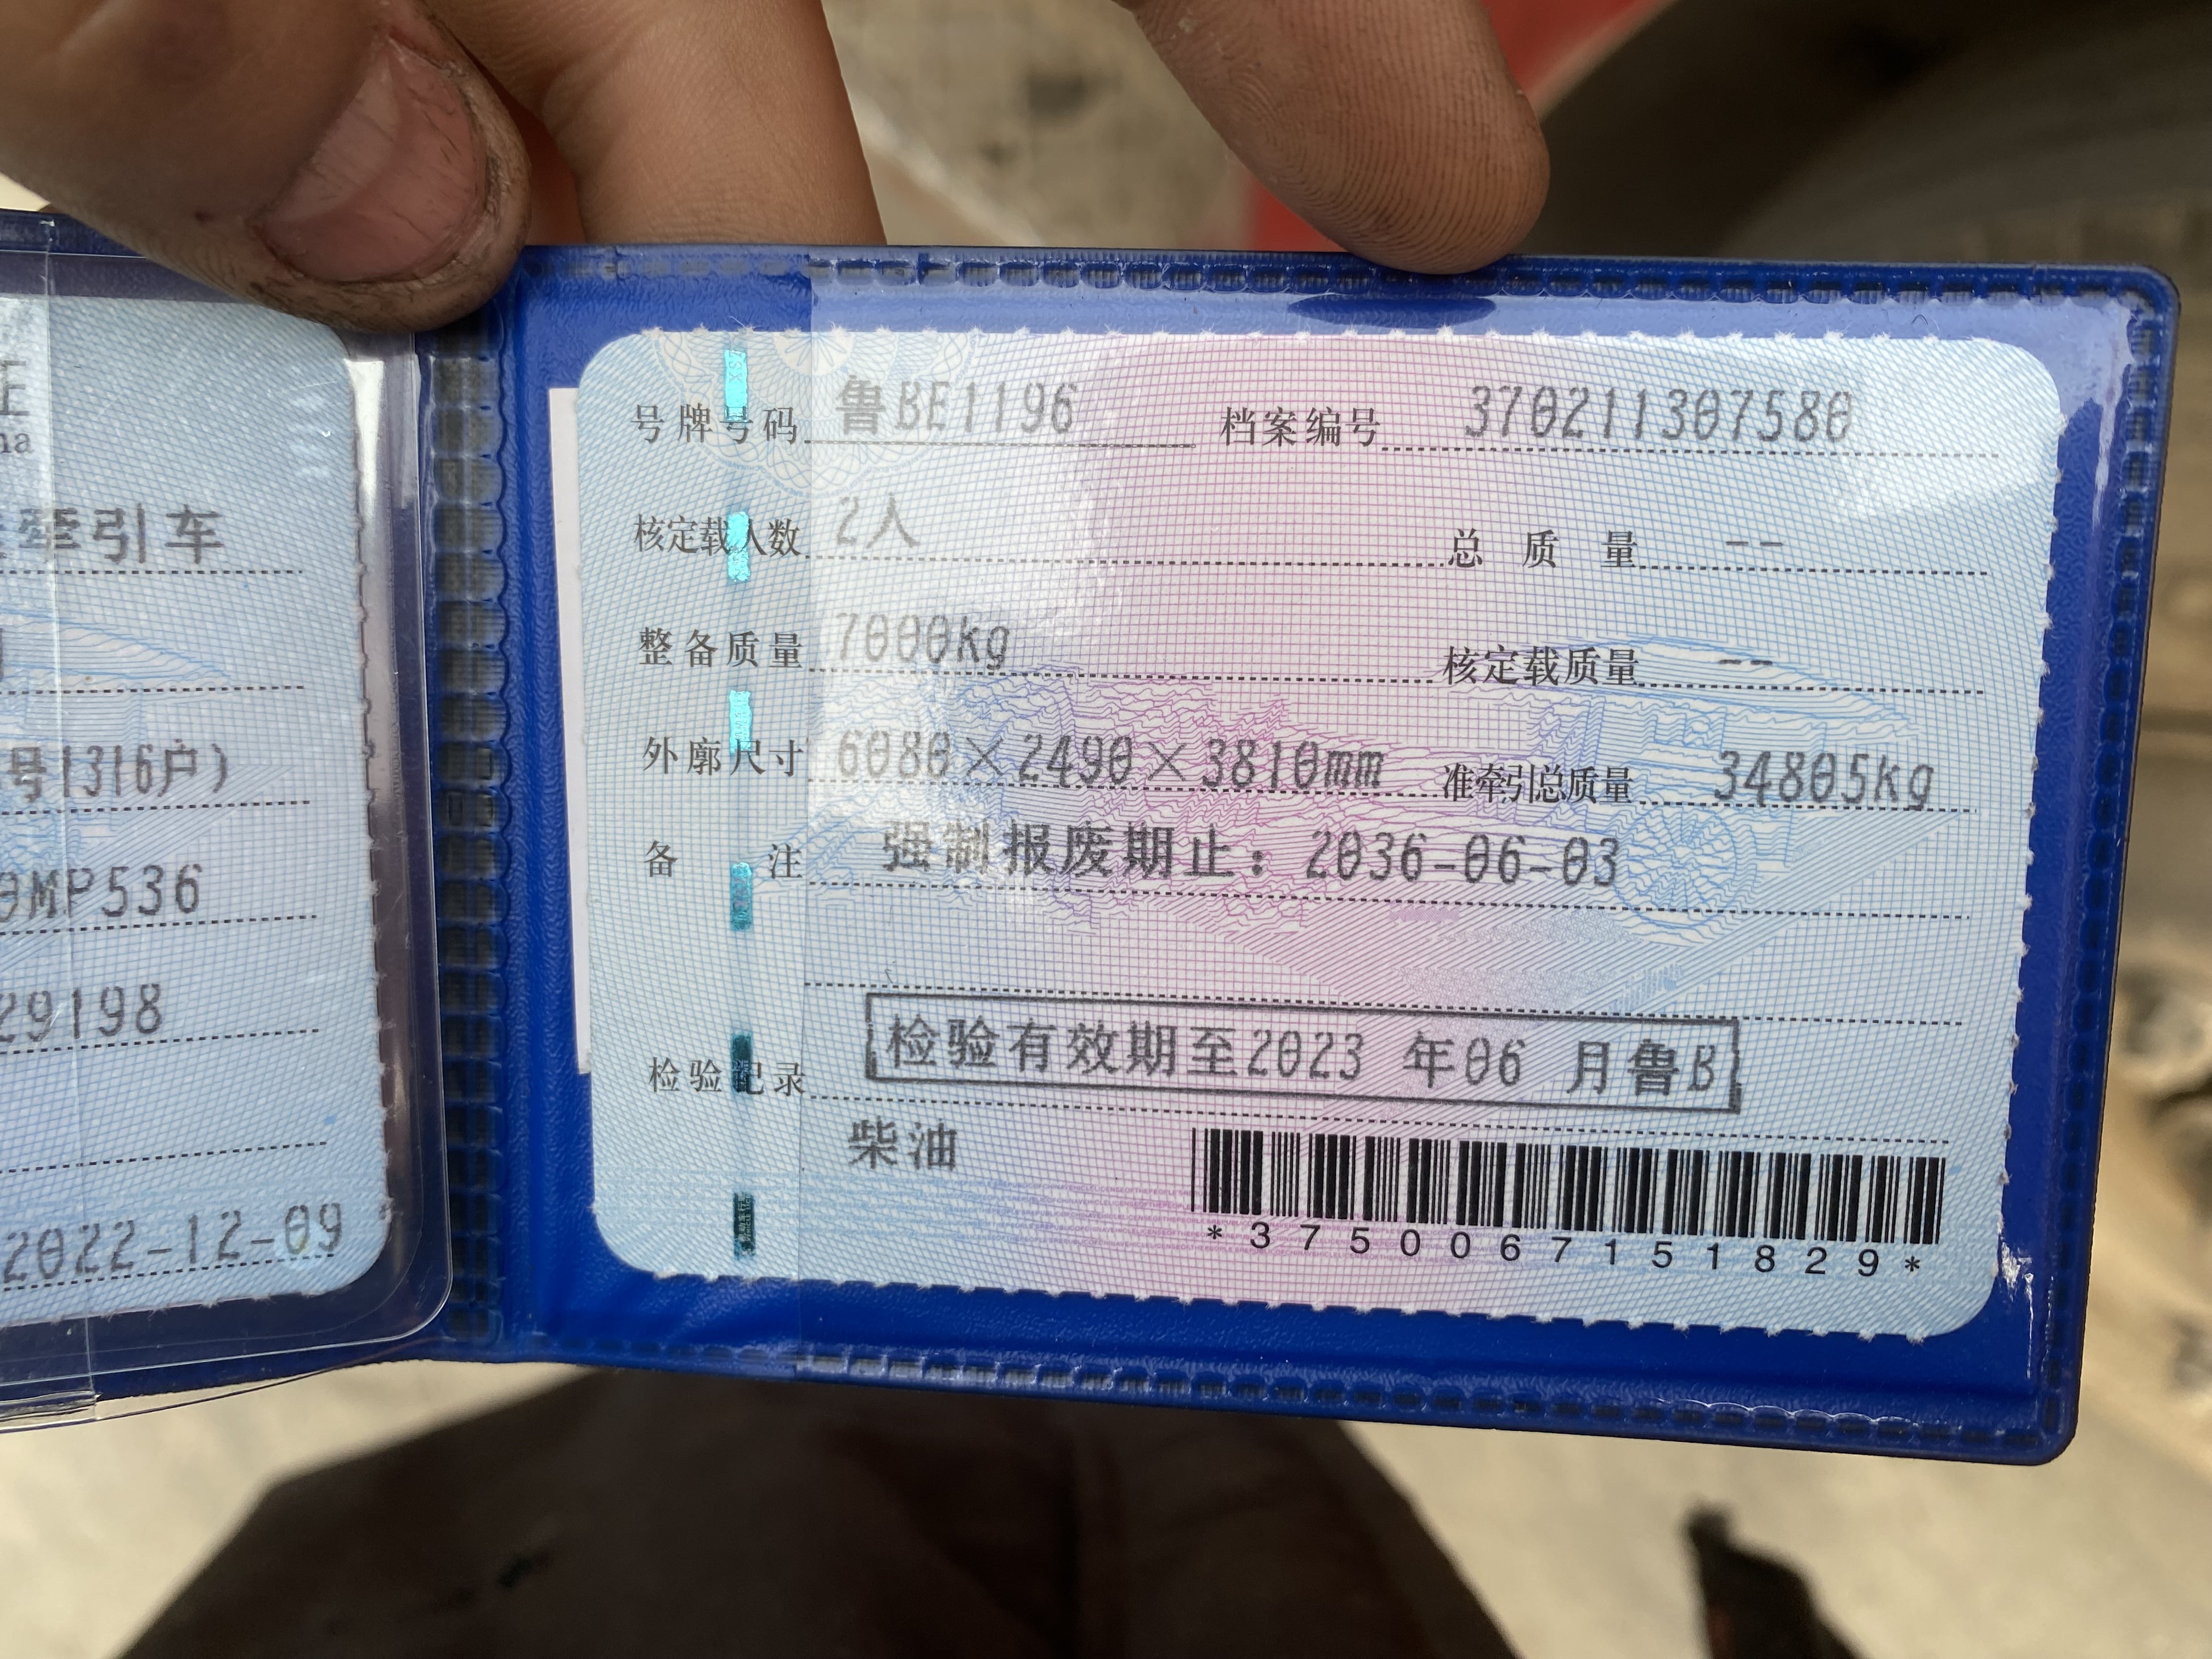 证
na
牵引车
号1316户)
0MP536
29198
2022-12-09
号牌号码 鲁BE1196 档案编号 370211307580
核定载人数 2人 总质量 --
整备质量 7000kg 核定载质量 --
外廓尺寸 6080×2490×3810mm 准牵引总质量 34805kg
备注 强制报废期止：2036-06-03
检验记录 检验有效期至2023 年06 月鲁B
柴油
*3750067151829*